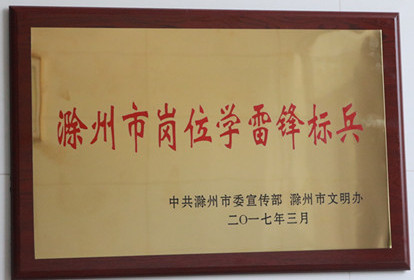 滁州市岗位学雷锋标兵
中共滁州市委宣传部 滁州市文明办
二〇一七年三月